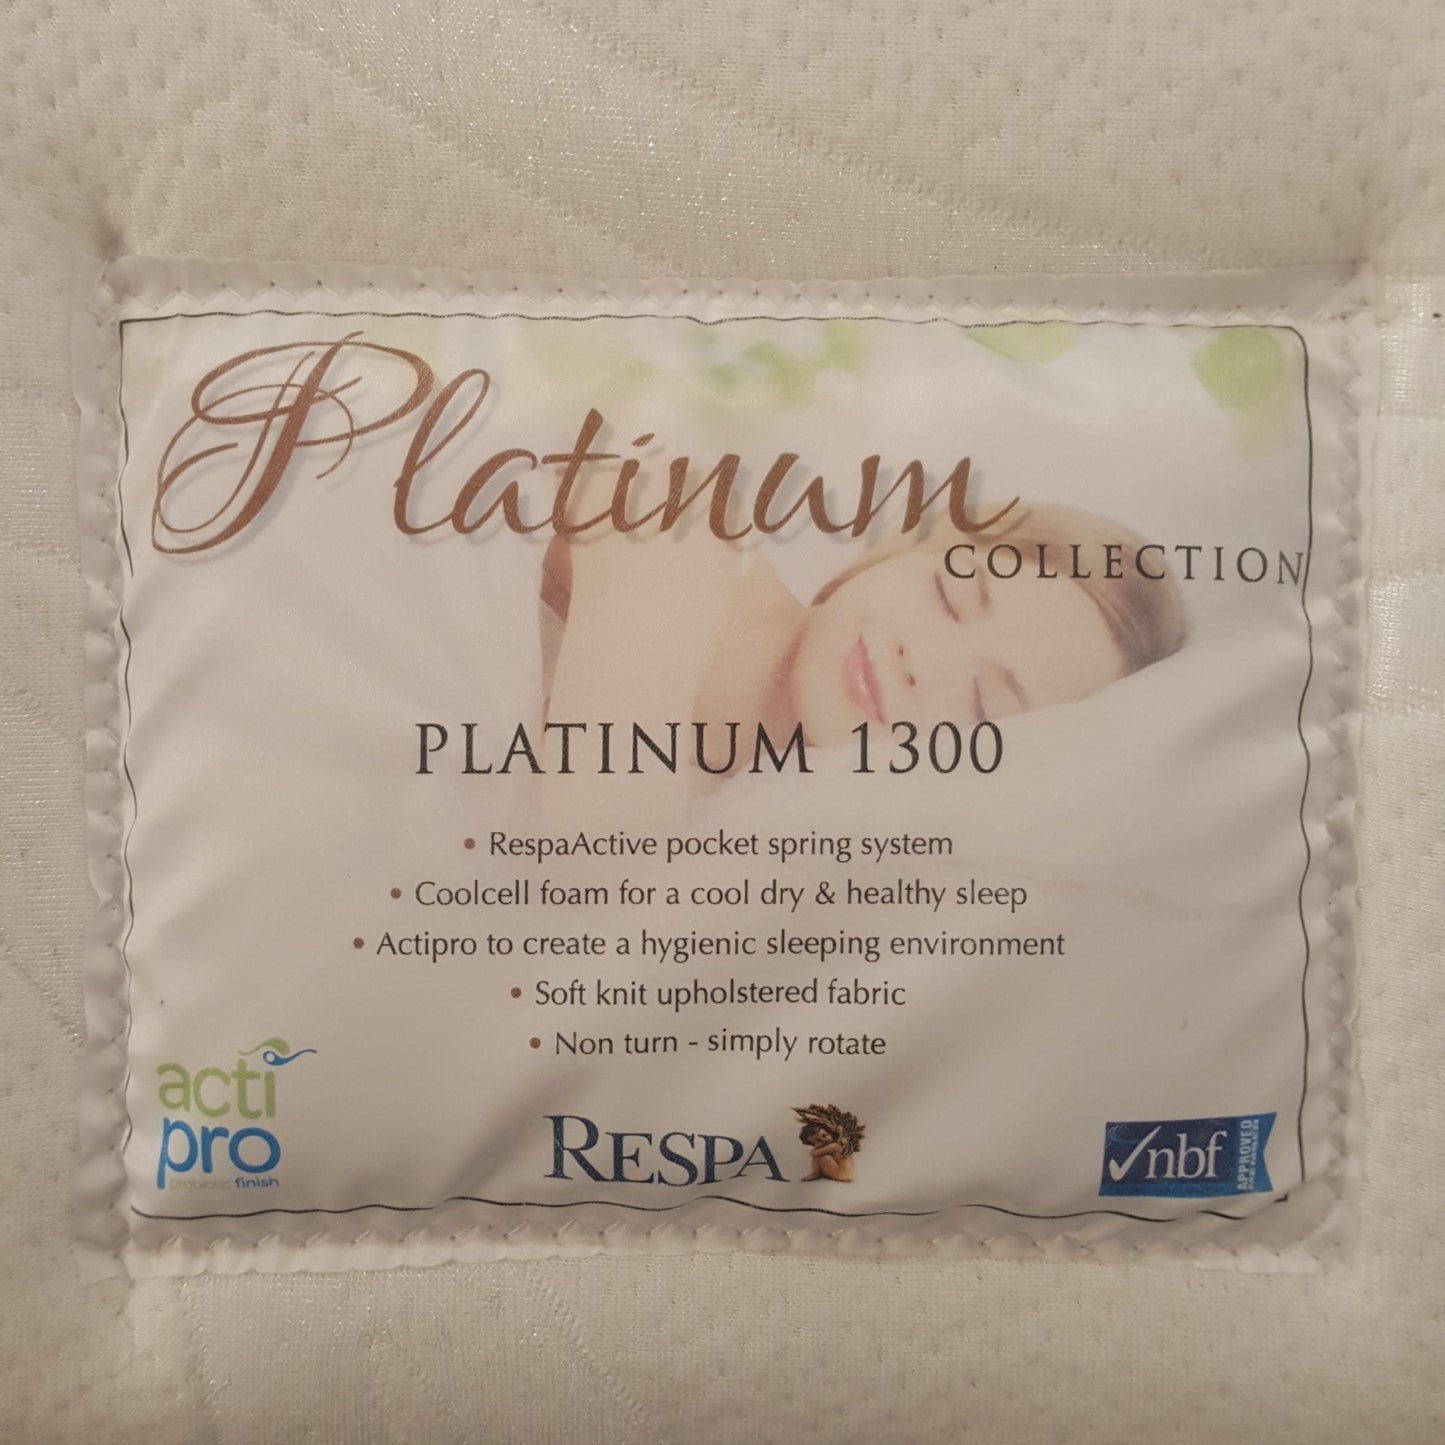 Platinum
COLLECTION
PLATINUM 1300
• RespaActive pocket spring system
• Coolcell foam for a cool dry & healthy sleep
• Actipro to create a hygienic sleeping environment
• Soft knit upholstered fabric
• Non turn - simply rotate
acti
pro
probiotic finish
RESPA
nbf
APPROVED